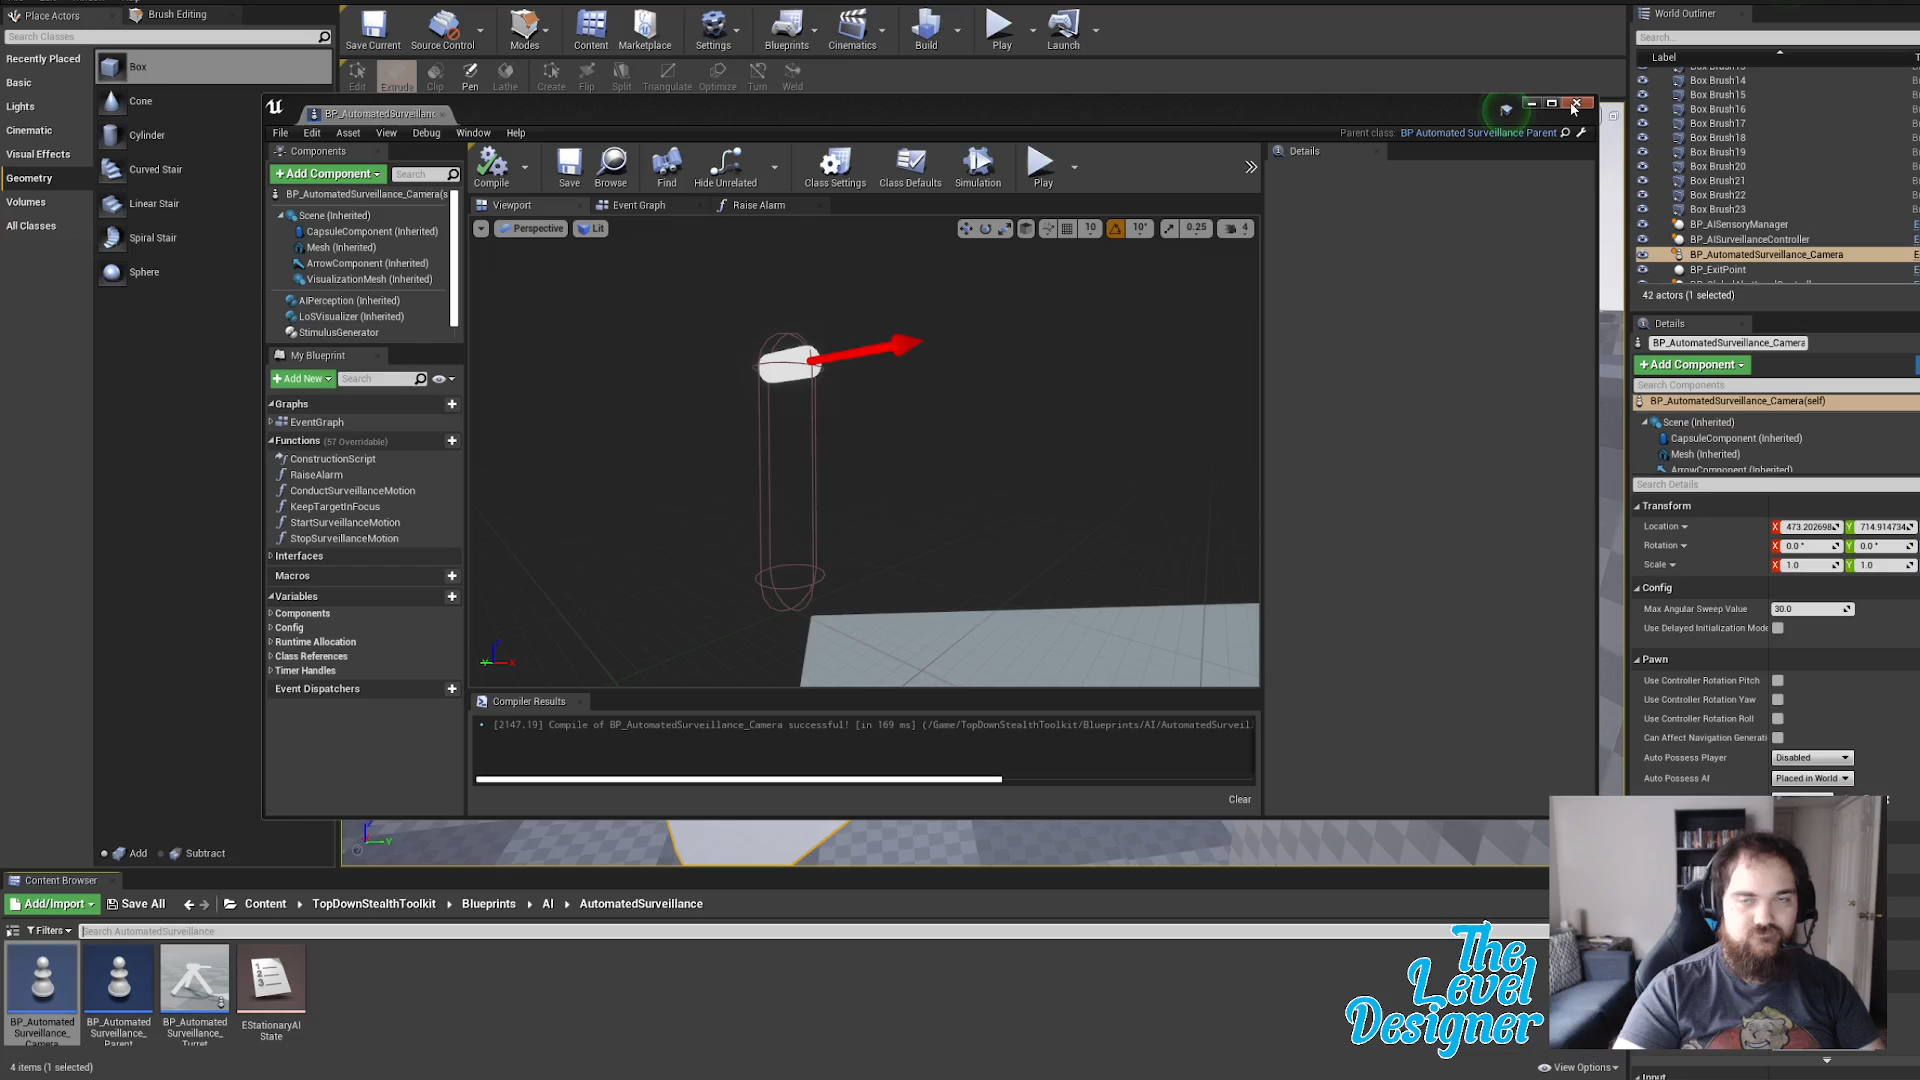 Place Actors
Brush Editing
Search Classes
Recently Placed
Basic
Lights
Cinematic
Visual Effects
Geometry
Volumes
All Classes
Box
Cone
Cylinder
Curved Stair
Linear Stair
Spiral Stair
Sphere
Add
Subtract
Save Current
Source Control
Modes
Content
Marketplace
Settings
Blueprints
Cinematics
Build
Play
Launch
Edit
Extrude
Clip
Pen
Lathe
Create
Flip
Split
Triangulate
Optimize
Turn
Weld
BP_AutomatedSurveillanc
File
Edit
Asset
View
Debug
Window
Help
Parent class:
BP Automated Surveillance Parent
Components
+Add Component
Search
BP_AutomatedSurveillance_Camera(s
Scene (Inherited)
CapsuleComponent (Inherited)
Mesh (Inherited)
ArrowComponent (Inherited)
VisualizationMesh (Inherited)
AIPerception (Inherited)
LoSVisualizer (Inherited)
StimulusGenerator
My Blueprint
+Add New
Search
Graphs
EventGraph
Functions (57 Overridable)
ConstructionScript
RaiseAlarm
ConductSurveillanceMotion
KeepTargetInFocus
StartSurveillanceMotion
StopSurveillanceMotion
Interfaces
Macros
Variables
Components
Config
Runtime Allocation
Class References
Timer Handles
Event Dispatchers
Compile
Save
Browse
Find
Hide Unrelated
Class Settings
Class Defaults
Simulation
Play
Viewport
Event Graph
Raise Alarm
Perspective
Lit
10
10°
0.25
4
Compiler Results
[2147.19] Compile of BP_AutomatedSurveillance_Camera successful! [in 169 ms] (/Game/TopDownStealthToolkit/Blueprints/AI/AutomatedSurveil
Clear
Details
World Outliner
Search...
Label
Box Brush14
Box Brush15
Box Brush16
Box Brush17
Box Brush18
Box Brush19
Box Brush20
Box Brush21
Box Brush22
Box Brush23
BP_AISensoryManager
BP_AISurvillanceController
BP_AutomatedSurveillance_Camera
BP_ExitPoint
42 actors (1 selected)
Details
BP_AutomatedSurveillance_Camera
+Add Component
Search Components
BP_AutomatedSurveillance_Camera(self)
Scene (Inherited)
CapsuleComponent (Inherited)
Mesh (Inherited)
ArrowComponent (Inherited)
Search Details
Transform
Location
X 473.202698
Y 714.914734
Rotation
X 0.0°
Y 0.0°
Scale
X 1.0
Y 1.0
Config
Max Angular Sweep Value
30.0
Use Delayed Initialization Mode
Pawn
Use Controller Rotation Pitch
Use Controller Rotation Yaw
Use Controller Rotation Roll
Can Affect Navigation Generati
Auto Possess Player
Disabled
Auto Possess AI
Placed in World
Input
Content Browser
Add/Import
Save All
Content
TopDownStealthToolkit
Blueprints
AI
AutomatedSurveillance
Filters
Search AutomatedSurveillance
BP_Automated
Surveillance_
Camera
BP_Automated
Surveillance_
Parent
BP_Automated
Surveillance_
Turret
EStationaryAI
State
4 items (1 selected)
View Options
The
Level
Designer